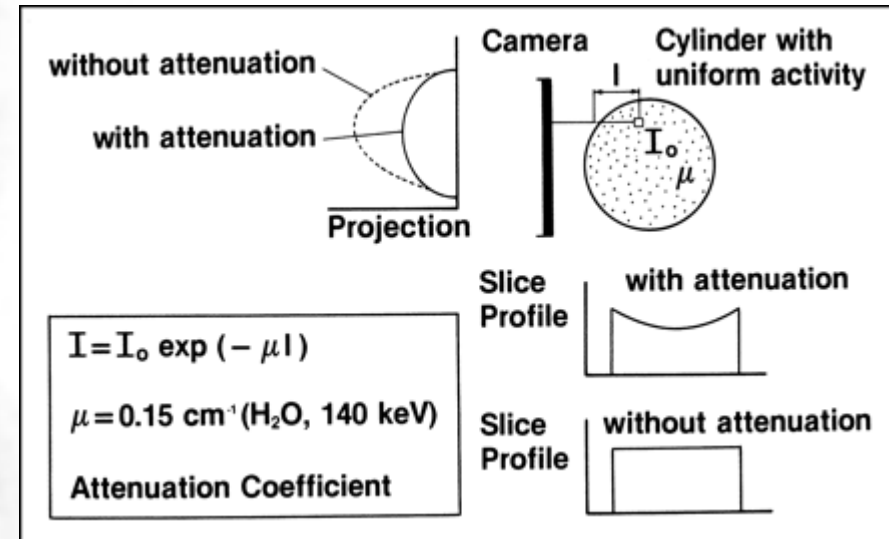 without attenuation
with attenuation
Projection
Camera
Cylinder with
uniform activity
l
I₀
μ
Slice
Profile
with attenuation
Slice
Profile
without attenuation
I=I₀ exp (− μl)
μ=0.15 cm⁻¹(H₂O, 140 keV)
Attenuation Coefficient